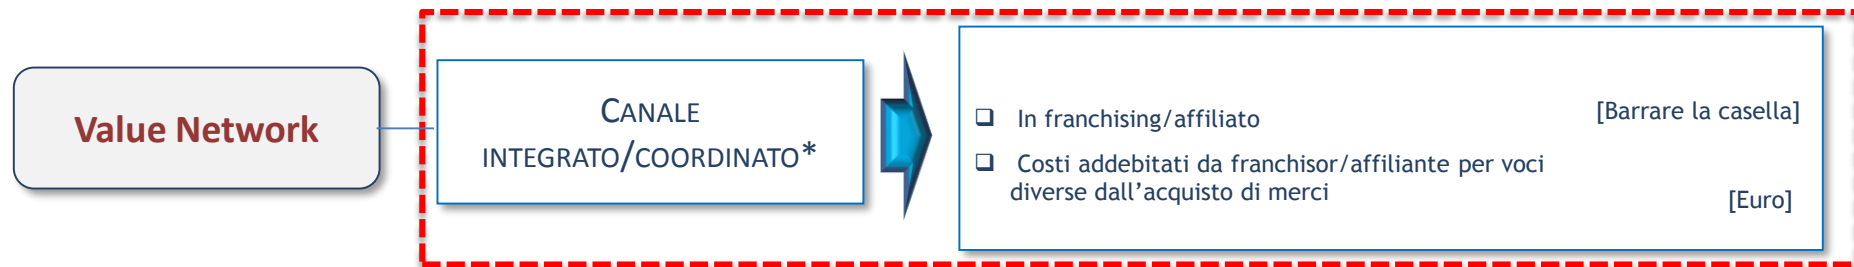 Value Network
CANALE
INTEGRATO/COORDINATO*
In franchising/affiliato
[Barrare la casella]
Costi addebitati da franchisor/affiliante per voci
diverse dall'acquisto di merci
[Euro]